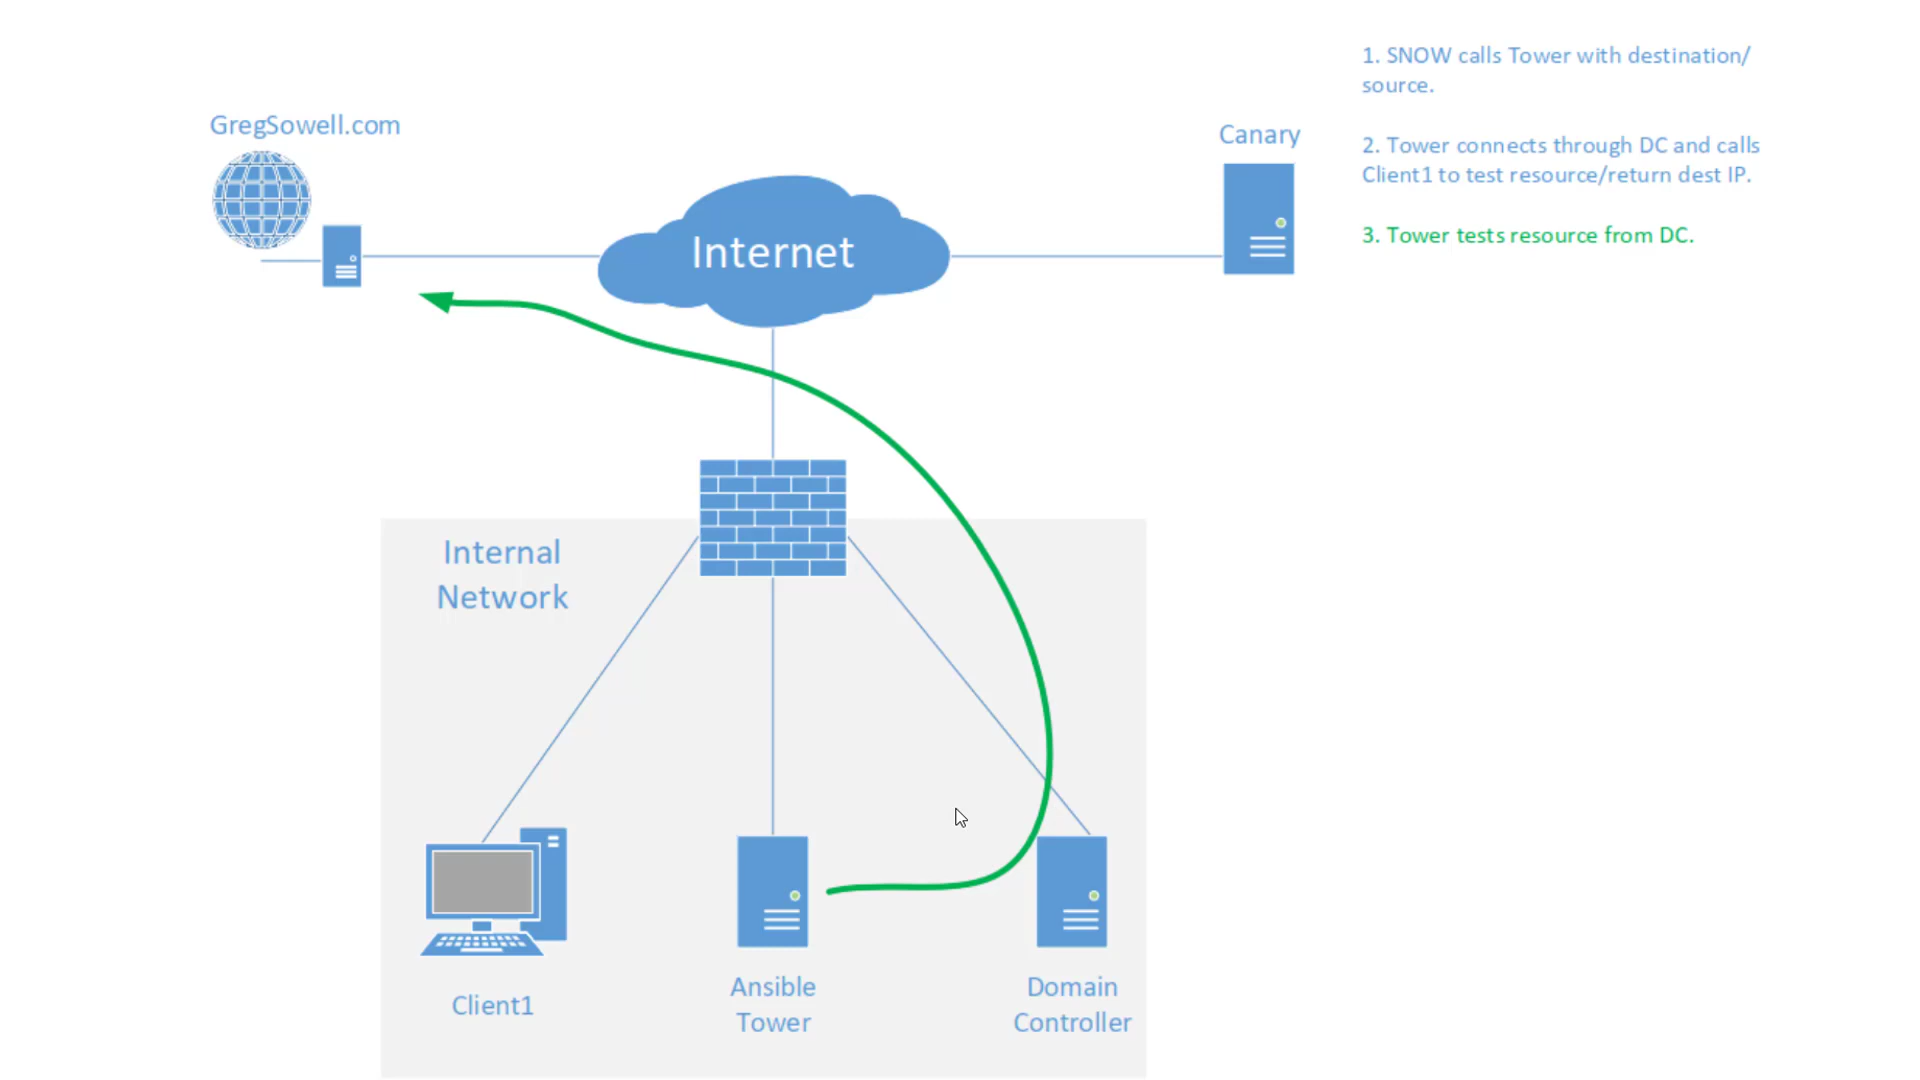 1. SNOW calls Tower with destination/
source.
2. Tower connects through DC and calls
Client1 to test resource/return dest IP.
3. Tower tests resource from DC.
GregSowell.com
Canary
Internet
Internal
Network
Client1
Ansible
Tower
Domain
Controller